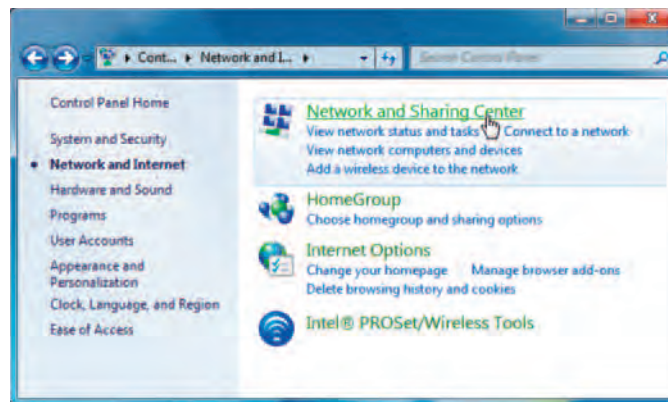 Cont... Network and I...
Search Control Panel
Control Panel Home
System and Security
Network and Internet
Hardware and Sound
Programs
User Accounts
Appearance and
Personalization
Clock, Language, and Region
Ease of Access
Network and Sharing Center
View network status and tasks Connect to a network
View network computers and devices
Add a wireless device to the network
HomeGroup
Choose homegroup and sharing options
Internet Options
Change your homepage Manage browser add-ons
Delete browsing history and cookies
Intel® PROSet/Wireless Tools